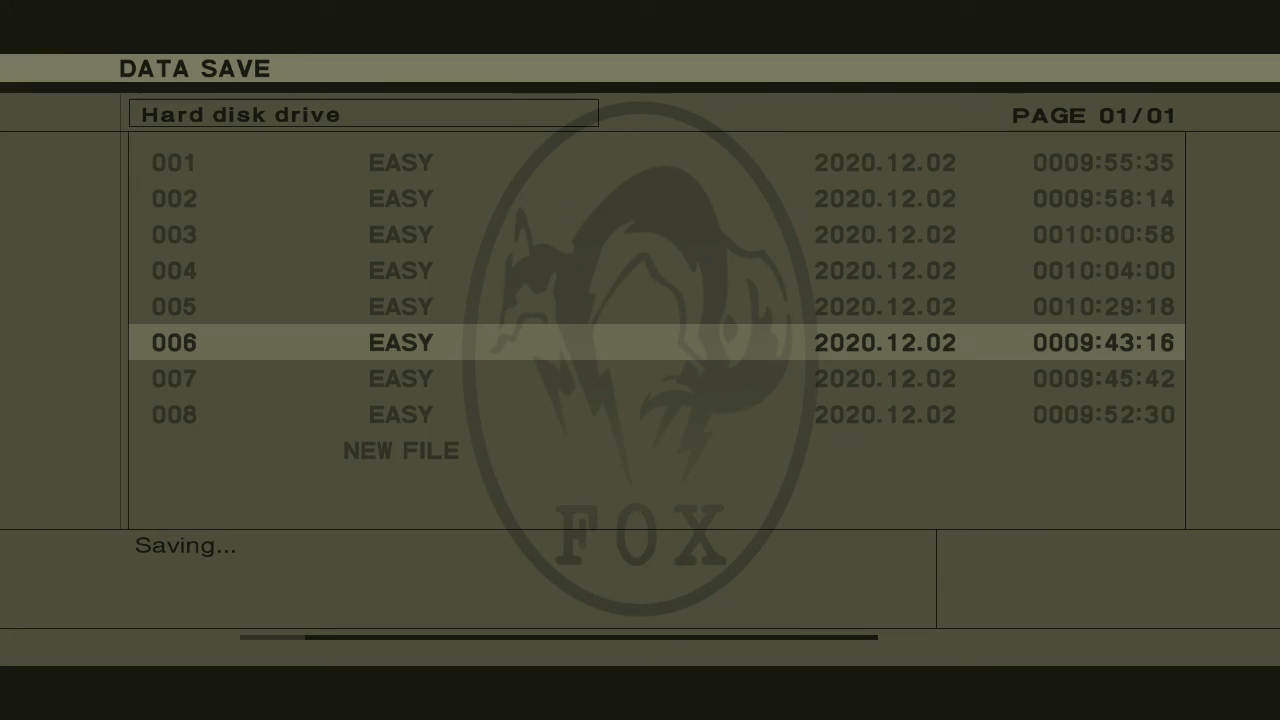 DATA SAVE
Hard disk drive PAGE 01/01
001 EASY 2020.12.02 0009:55:35
002 EASY 2020.12.02 0009:58:14
003 EASY 2020.12.02 0010:00:58
004 EASY 2020.12.02 0010:04:00
005 EASY 2020.12.02 0010:29:18
006 EASY 2020.12.02 0009:43:16
007 EASY 2020.12.02 0009:45:42
008 EASY 2020.12.02 0009:52:30
NEW FILE
FOX
Saving...